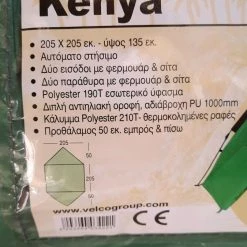 Kenya
- 205 X 205 εκ. - ύψος 135 εκ.
- Αυτόματο στήσιμο
- Δύο είσοδοι με φερμουάρ & σίτα
- Δύο παράθυρα με φερμουάρ & σίτα
- Polyester 190T εσωτερικό ύφασμα
- Διπλή αντιηλιακή οροφή, αδιάβροχη PU 1000mm
- Κάλυμμα Polyester 210T- θερμοκολημένες ραφές
- Προθάλαμος 50 εκ. εμπρός & πίσω
205
50
205
50
www.velcogroup.com CE